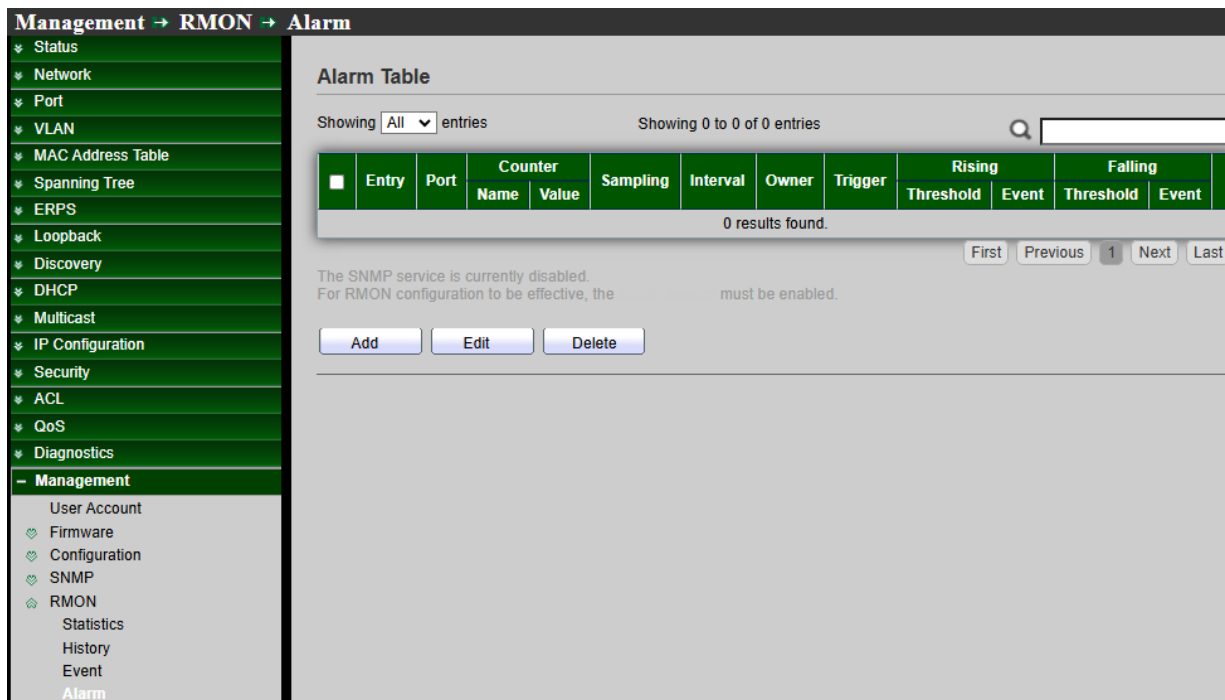 Management → RMON → Alarm
Status
Network
Port
VLAN
MAC Address Table
Spanning Tree
ERPS
Loopback
Discovery
DHCP
Multicast
IP Configuration
Security
ACL
QoS
Diagnostics
Management
User Account
Firmware
Configuration
SNMP
RMON
Statistics
History
Event
Alarm
Alarm Table
Showing All entries
Showing 0 to 0 of 0 entries
Entry Port Counter Sampling Interval Owner Trigger Rising Falling
Name Value Threshold Event Threshold Event
0 results found.
First Previous 1 Next Last
The SNMP service is currently disabled.
For RMON configuration to be effective, the must be enabled.
Add Edit Delete